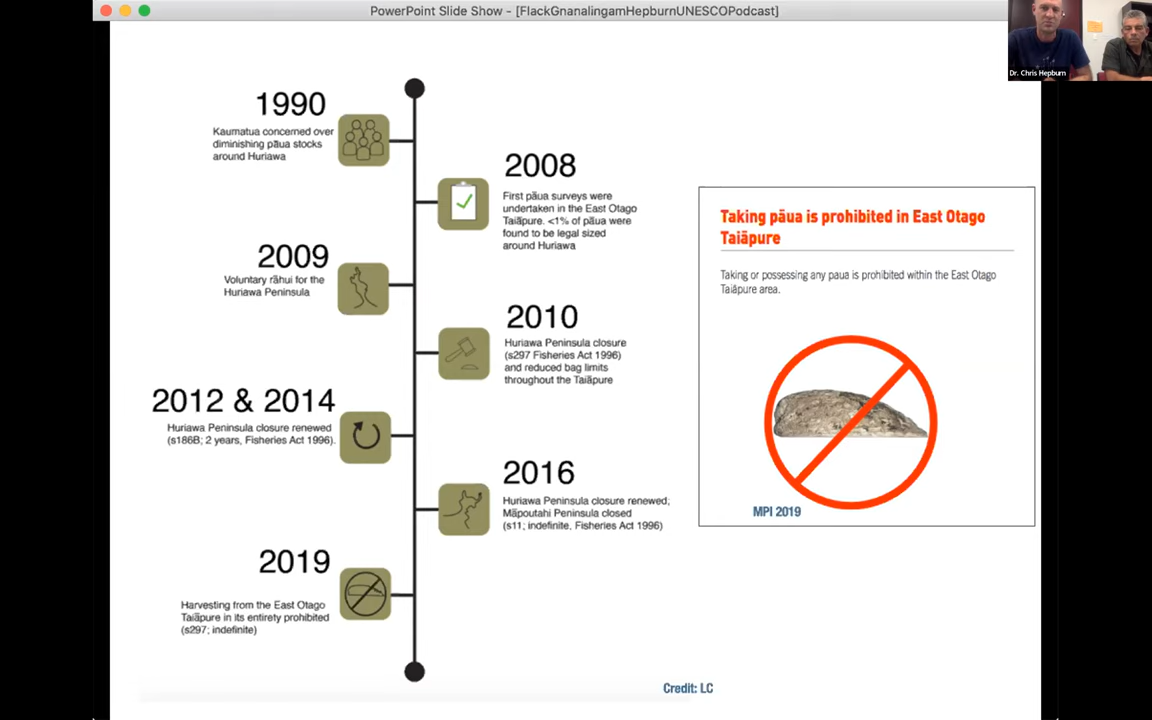 PowerPoint Slide Show - [FlackGnanalingamHepburnUNESCOPodcast]
Dr. Chris Hepburn
1990
Kaumatua concerned over
diminishing pāua stocks
around Huriawa
2008
First pāua surveys were
undertaken in the East Otago
Taiāpure. <1% of pāua were
found to be legal sized
around Huriawa
2009
Voluntary rāhui for the
Huriawa Peninsula
2010
Huriawa Peninsula closure
(s297 Fisheries Act 1996)
and reduced bag limits
throughout the Taiāpure
2012 & 2014
Huriawa Peninsula closure renewed
(s186B; 2 years, Fisheries Act 1996).
2016
Huriawa Peninsula closure renewed;
Māpoutahi Peninsula closed
(s11; indefinite, Fisheries Act 1996)
2019
Harvesting from the East Otago
Taiāpure in its entirety prohibited
(s297; indefinite)
Taking pāua is prohibited in East Otago
Taiāpure
Taking or possessing any paua is prohibited within the East Otago
Taiāpure area.
MPI 2019
Credit: LC